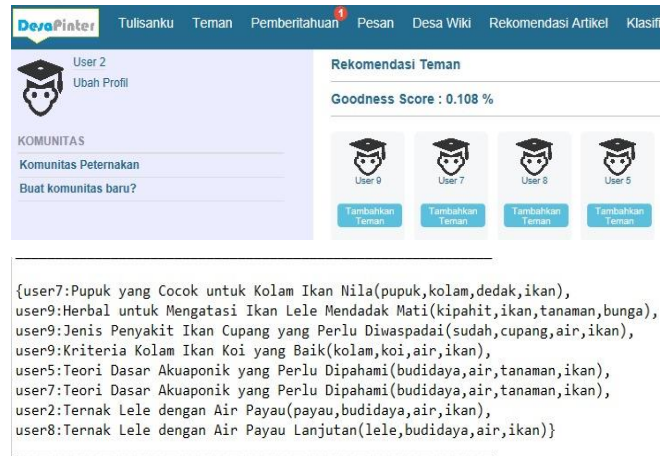 DesaPinter Tulisanku Teman Pemberitahuan 1 Pesan Desa Wiki Rekomendasi Artikel
User 2
Ubah Profil
KOMUNITAS
Komunitas Peternakan
Buat komunitas baru?
Rekomendasi Teman
Goodness Score : 0.108 %
User 9 User 7 User 8 User 5
Tambahkan Teman Tambahkan Teman Tambahkan Teman Tambahkan Teman
{user7:Pupuk yang Cocok untuk Kolam Ikan Nila(pupuk,kolam,dedak,ikan),
user9:Herbal untuk Mengatasi Ikan Lele Mendadak Mati(kipahit,ikan,tanaman,bunga),
user9:Jenis Penyakit Ikan Cupang yang Perlu Diwaspadai(sudah,cupang,air,ikan),
user9:Kriteria Kolam Ikan Koi yang Baik(kolam,koi,air,ikan),
user5:Teori Dasar Akuaponik yang Perlu Dipahami(budidaya,air,tanaman,ikan),
user7:Teori Dasar Akuaponik yang Perlu Dipahami(budidaya,air,tanaman,ikan),
user2:Ternak Lele dengan Air Payau(payau,budidaya,air,ikan),
user8:Ternak Lele dengan Air Payau Lanjutan(lele,budidaya,air,ikan)}